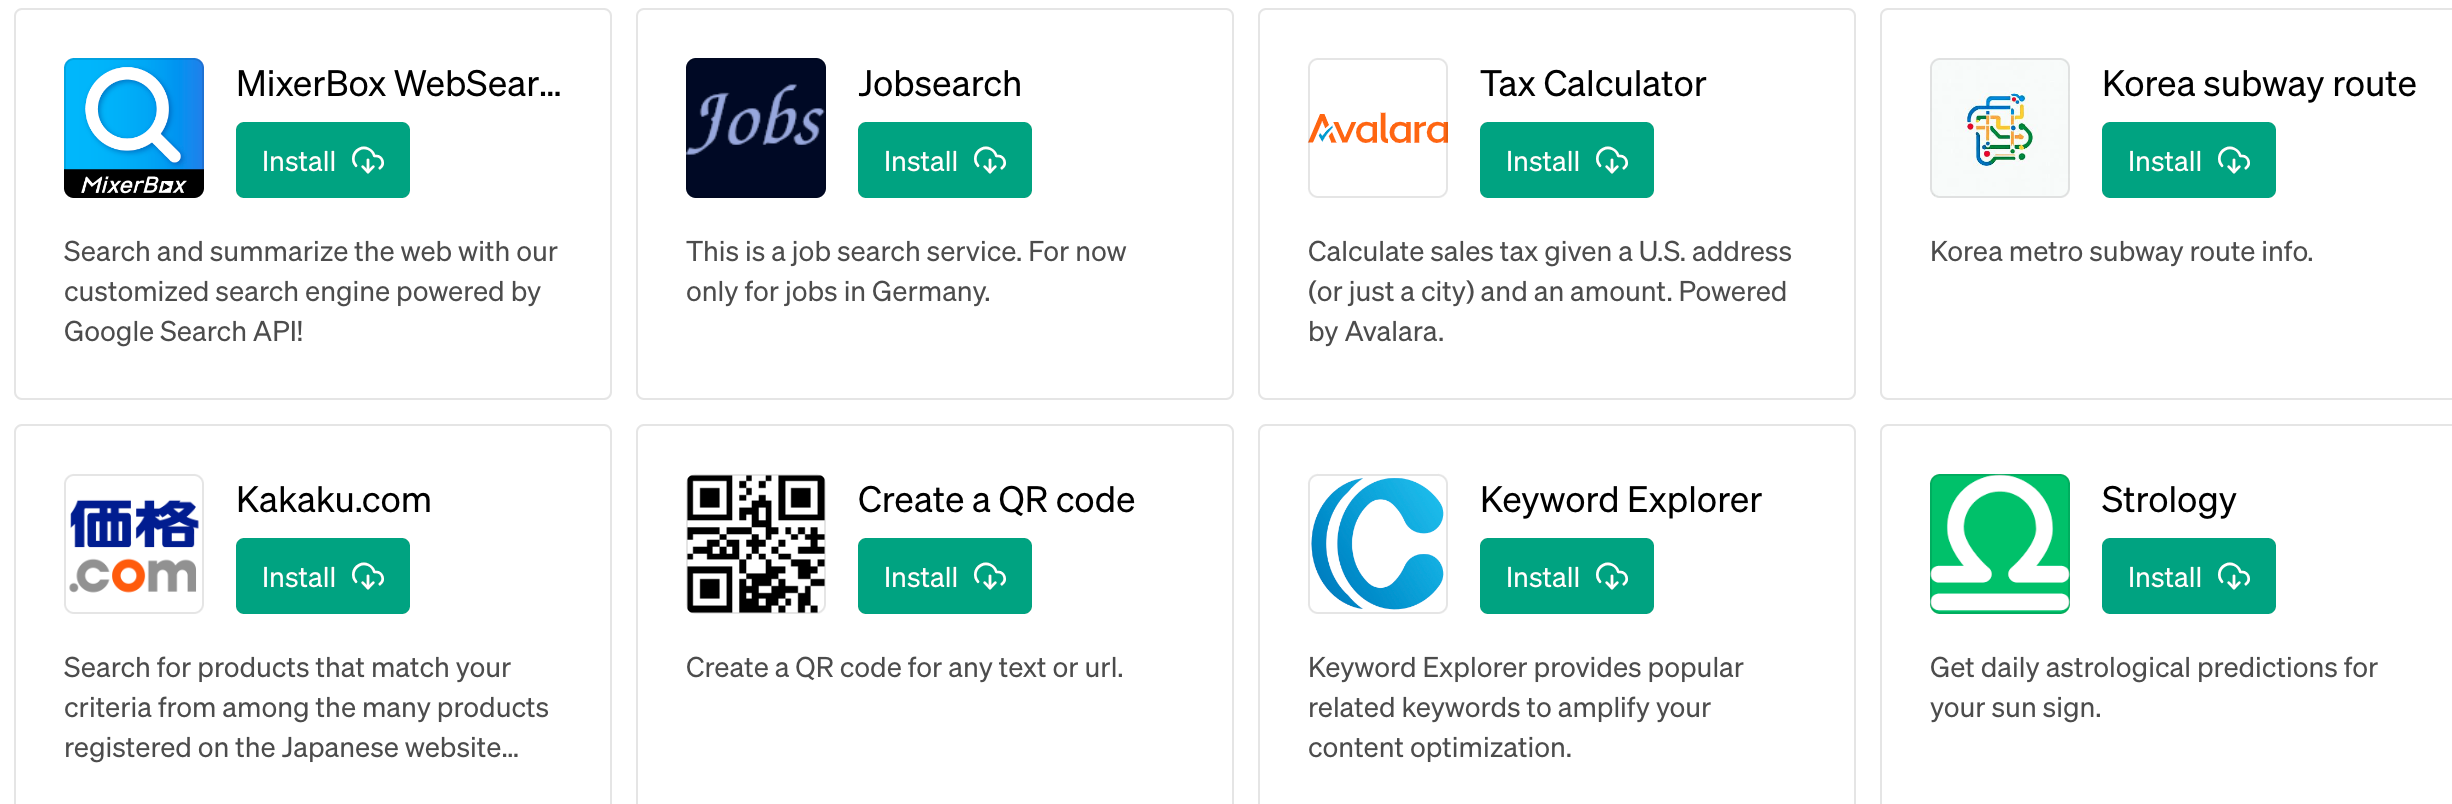 MixerBox WebSear...
Install
MixerBox
Search and summarize the web with our
customized search engine powered by
Google Search API!
Jobs
Jobsearch
Install
This is a job search service. For now
only for jobs in Germany.
Avalara
Tax Calculator
Install
Calculate sales tax given a U.S. address
(or just a city) and an amount. Powered
by Avalara.
Korea subway route
Install
Korea metro subway route info.
価格
.com
Kakaku.com
Install
Search for products that match your
criteria from among the many products
registered on the Japanese website...
Create a QR code
Install
Create a QR code for any text or url.
Keyword Explorer
Install
Keyword Explorer provides popular
related keywords to amplify your
content optimization.
Strology
Install
Get daily astrological predictions for
your sun sign.